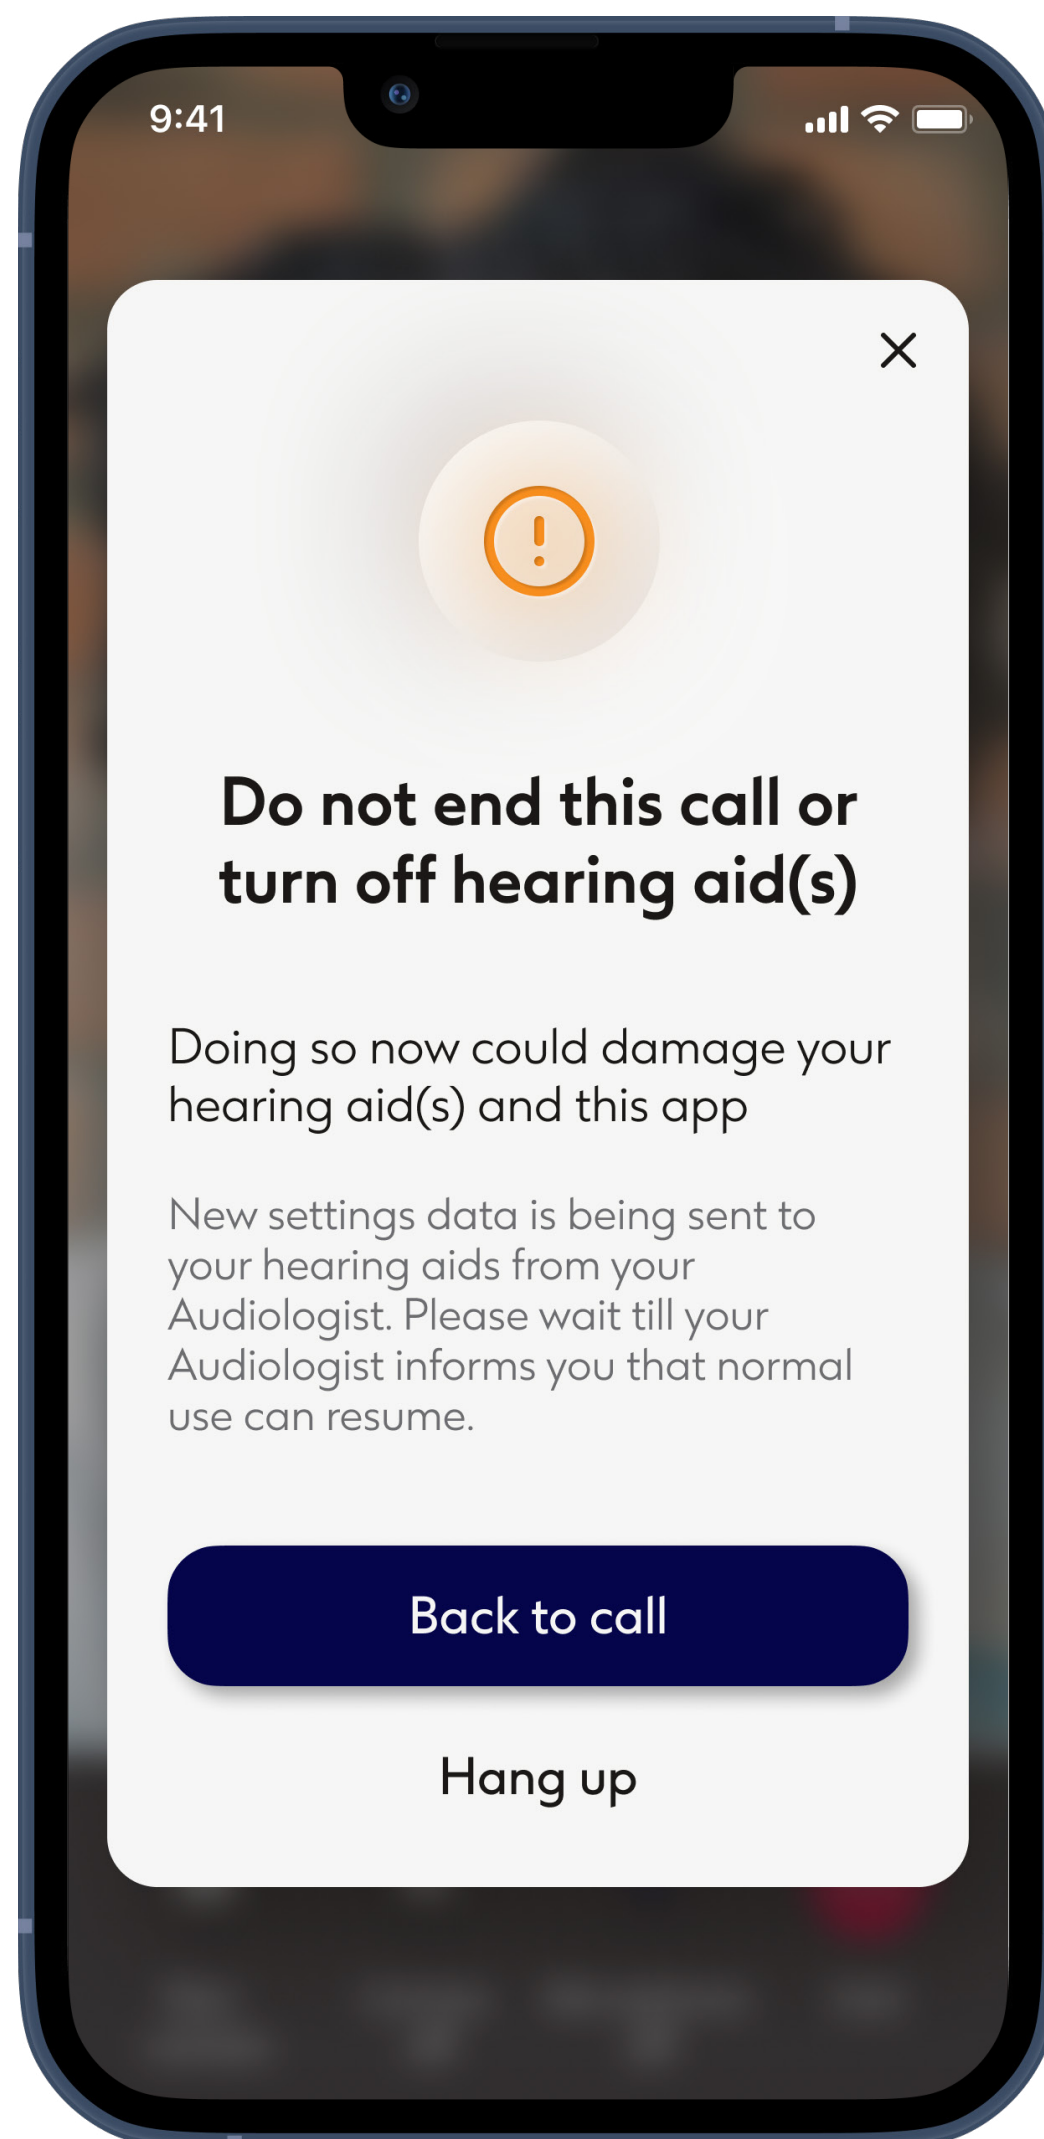 9:41
Do not end this call or
turn off hearing aid(s)
Doing so now could damage your
hearing aid(s) and this app
New settings data is being sent to
your hearing aids from your
Audiologist. Please wait till your
Audiologist informs you that normal
use can resume.
Back to call
Hang up